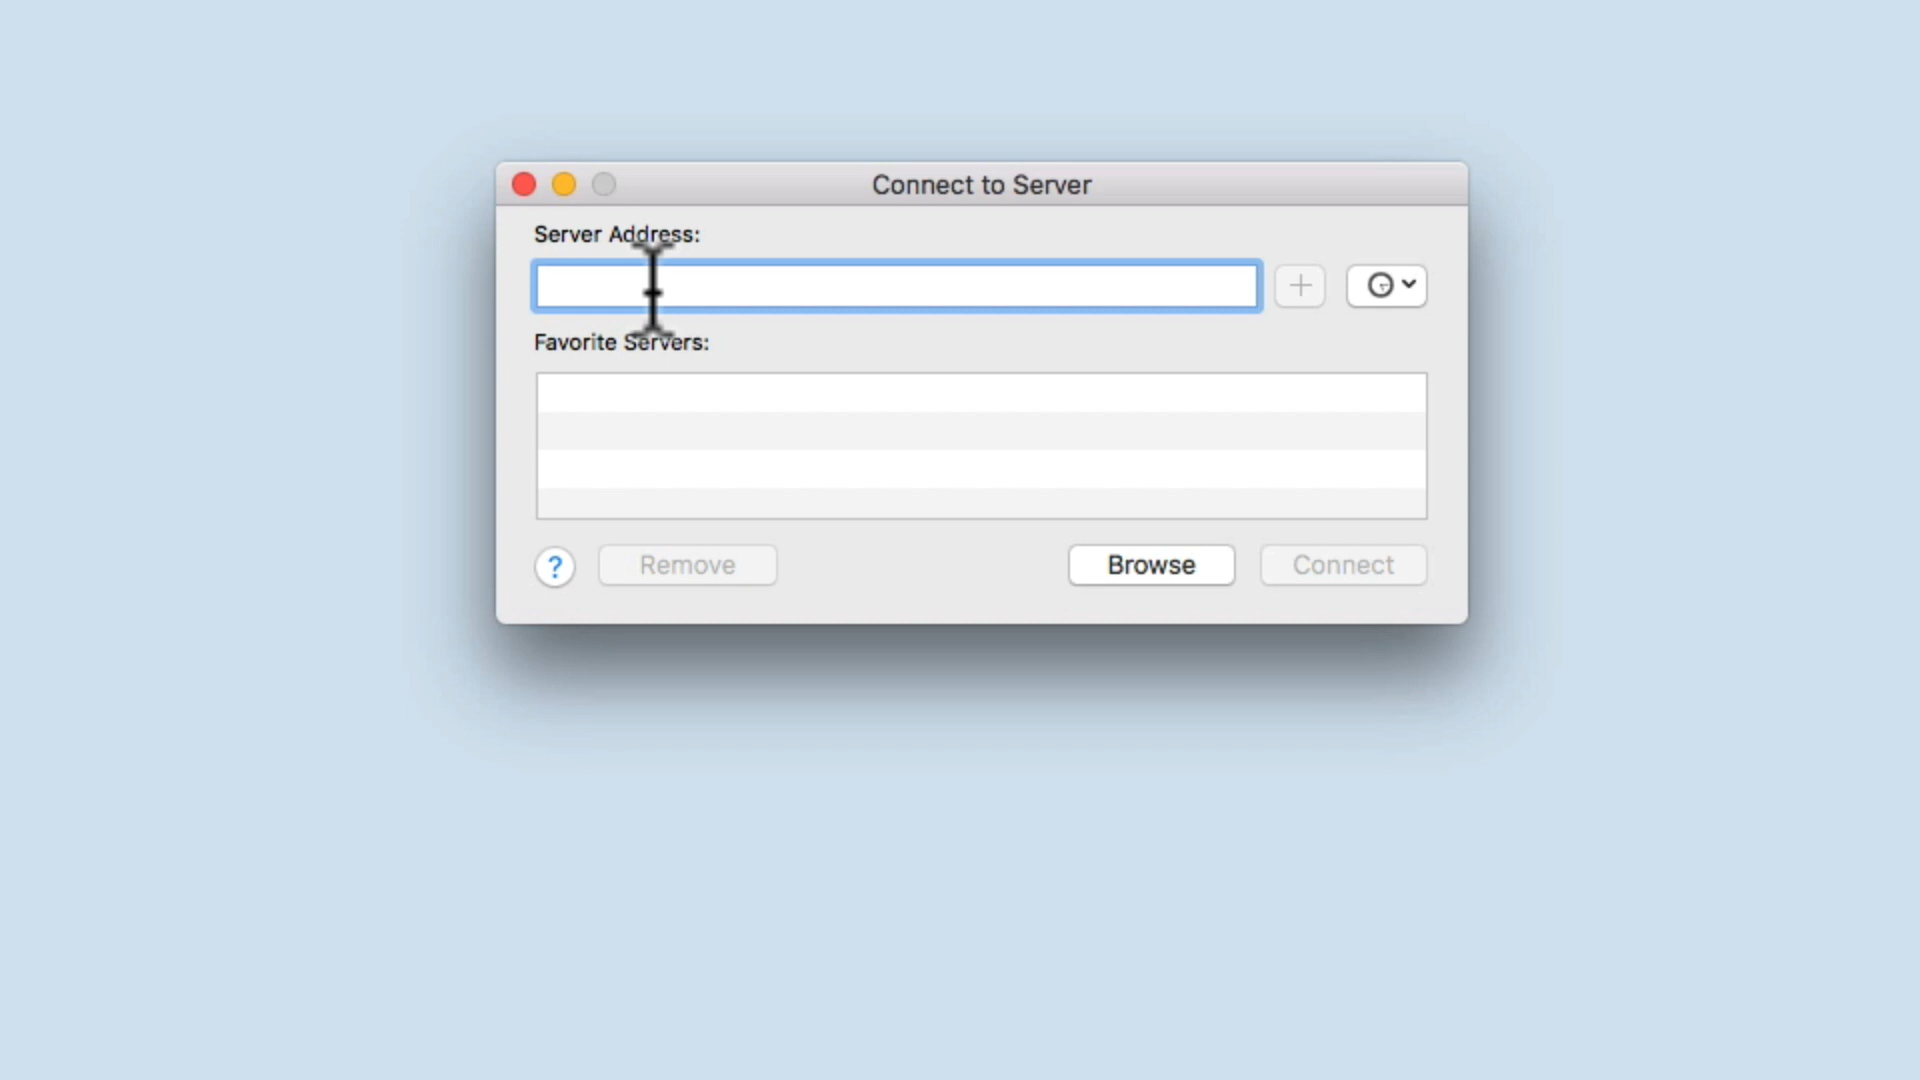 Connect to Server
Server Address:
Favorite Servers:
? Remove Browse Connect